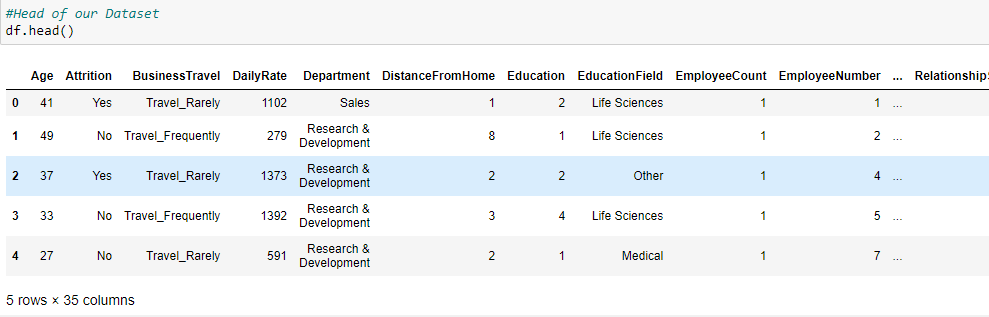 #Head of our Dataset
df.head()
Age Attrition BusinessTravel DailyRate Department DistanceFromHome Education EducationField EmployeeCount EmployeeNumber ... Relationship
0 41 Yes Travel_Rarely 1102 Sales 1 2 Life Sciences 1 1 ...
1 49 No Travel_Frequently 279 Research & Development 8 1 Life Sciences 1 2 ...
2 37 Yes Travel_Rarely 1373 Research & Development 2 2 Other 1 4 ...
3 33 No Travel_Frequently 1392 Research & Development 3 4 Life Sciences 1 5 ...
4 27 No Travel_Rarely 591 Research & Development 2 1 Medical 1 7 ...
5 rows × 35 columns